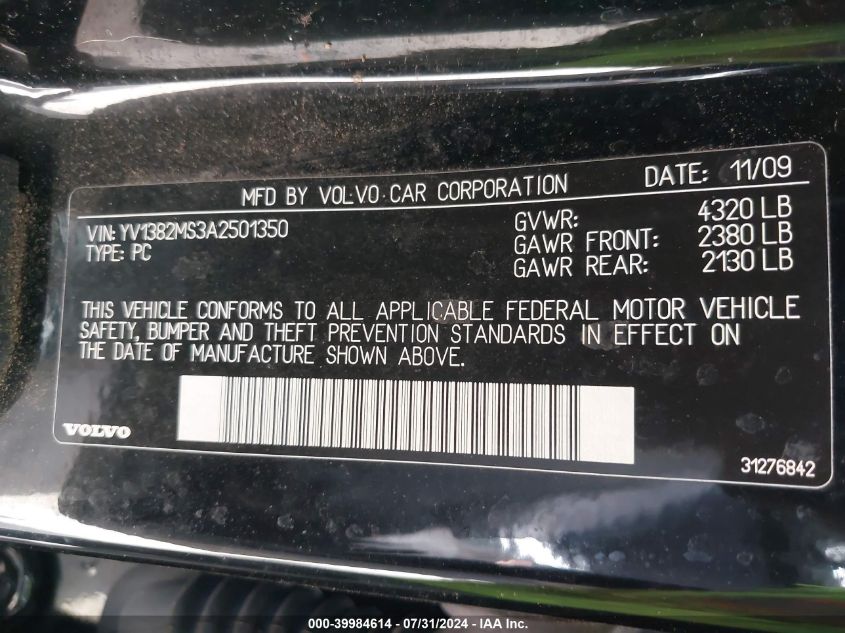 MFD BY VOLVO CAR CORPORATION DATE: 11/09
VIN: YV1382MS3A2501350 GVWR: 4320 LB
TYPE: PC GAWR FRONT: 2380 LB
GAWR REAR: 2130 LB
THIS VEHICLE CONFORMS TO ALL APPLICABLE FEDERAL MOTOR VEHICLE
SAFETY, BUMPER AND THEFT PREVENTION STANDARDS IN EFFECT ON
THE DATE OF MANUFACTURE SHOWN ABOVE.
VOLVO
31276842
000-39984614 - 07/31/2024 - IAA Inc.